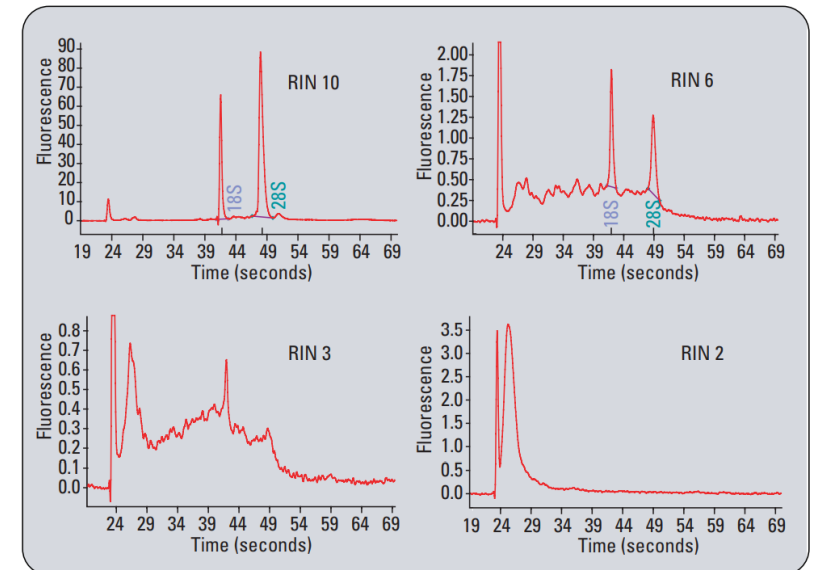 RIN 10
Fluorescence
90
80
70
60
50
40
30
20
10
0
18S
28S
19 24 29 34 39 44 49 54 59 64 69
Time (seconds)
RIN 6
Fluorescence
2.00
1.75
1.50
1.25
1.00
0.75
0.50
0.25
0.00
18S
28S
24 29 34 39 44 49 54 59 64 69
Time (seconds)
RIN 3
Fluorescence
0.8
0.7
0.6
0.5
0.4
0.3
0.2
0.1
0.0
24 29 34 39 44 49 54 59 64 69
Time (seconds)
RIN 2
Fluorescence
3.5
3.0
2.5
2.0
1.5
1.0
0.5
0.0
19 24 29 34 39 44 49 54 59 64 69
Time (seconds)